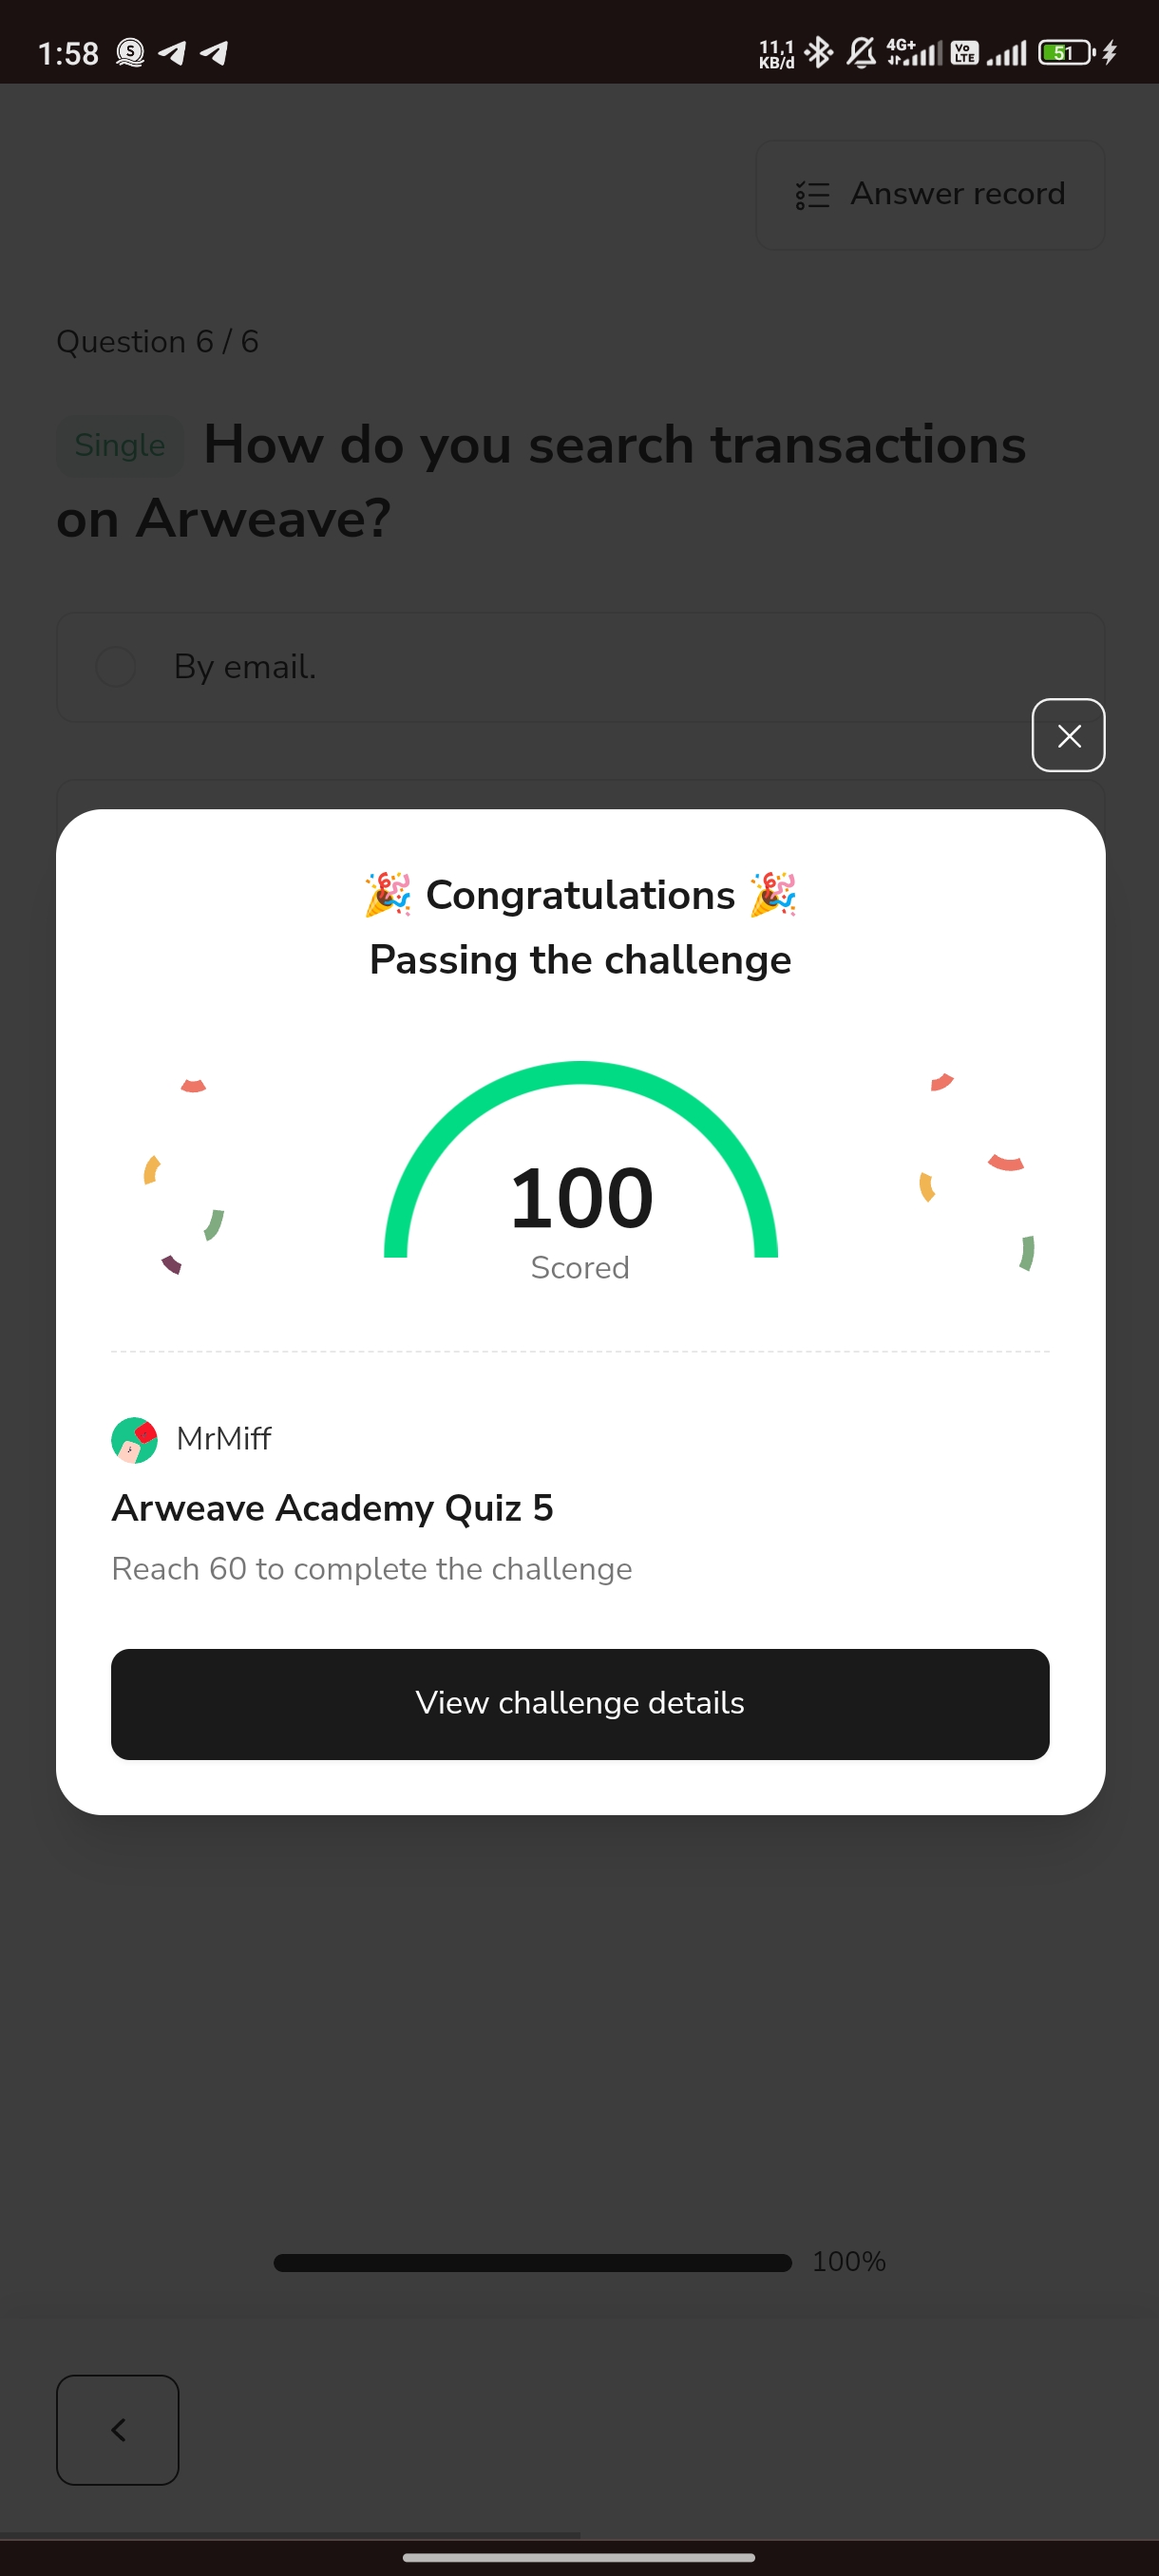 1:58
11,1
KB/d
4G+
Vo
LTE
51
Answer record
Question 6 / 6
Single How do you search transactions
on Arweave?
By email.
🎉 Congratulations 🎉
Passing the challenge
100
Scored
MrMiff
Arweave Academy Quiz 5
Reach 60 to complete the challenge
View challenge details
100%